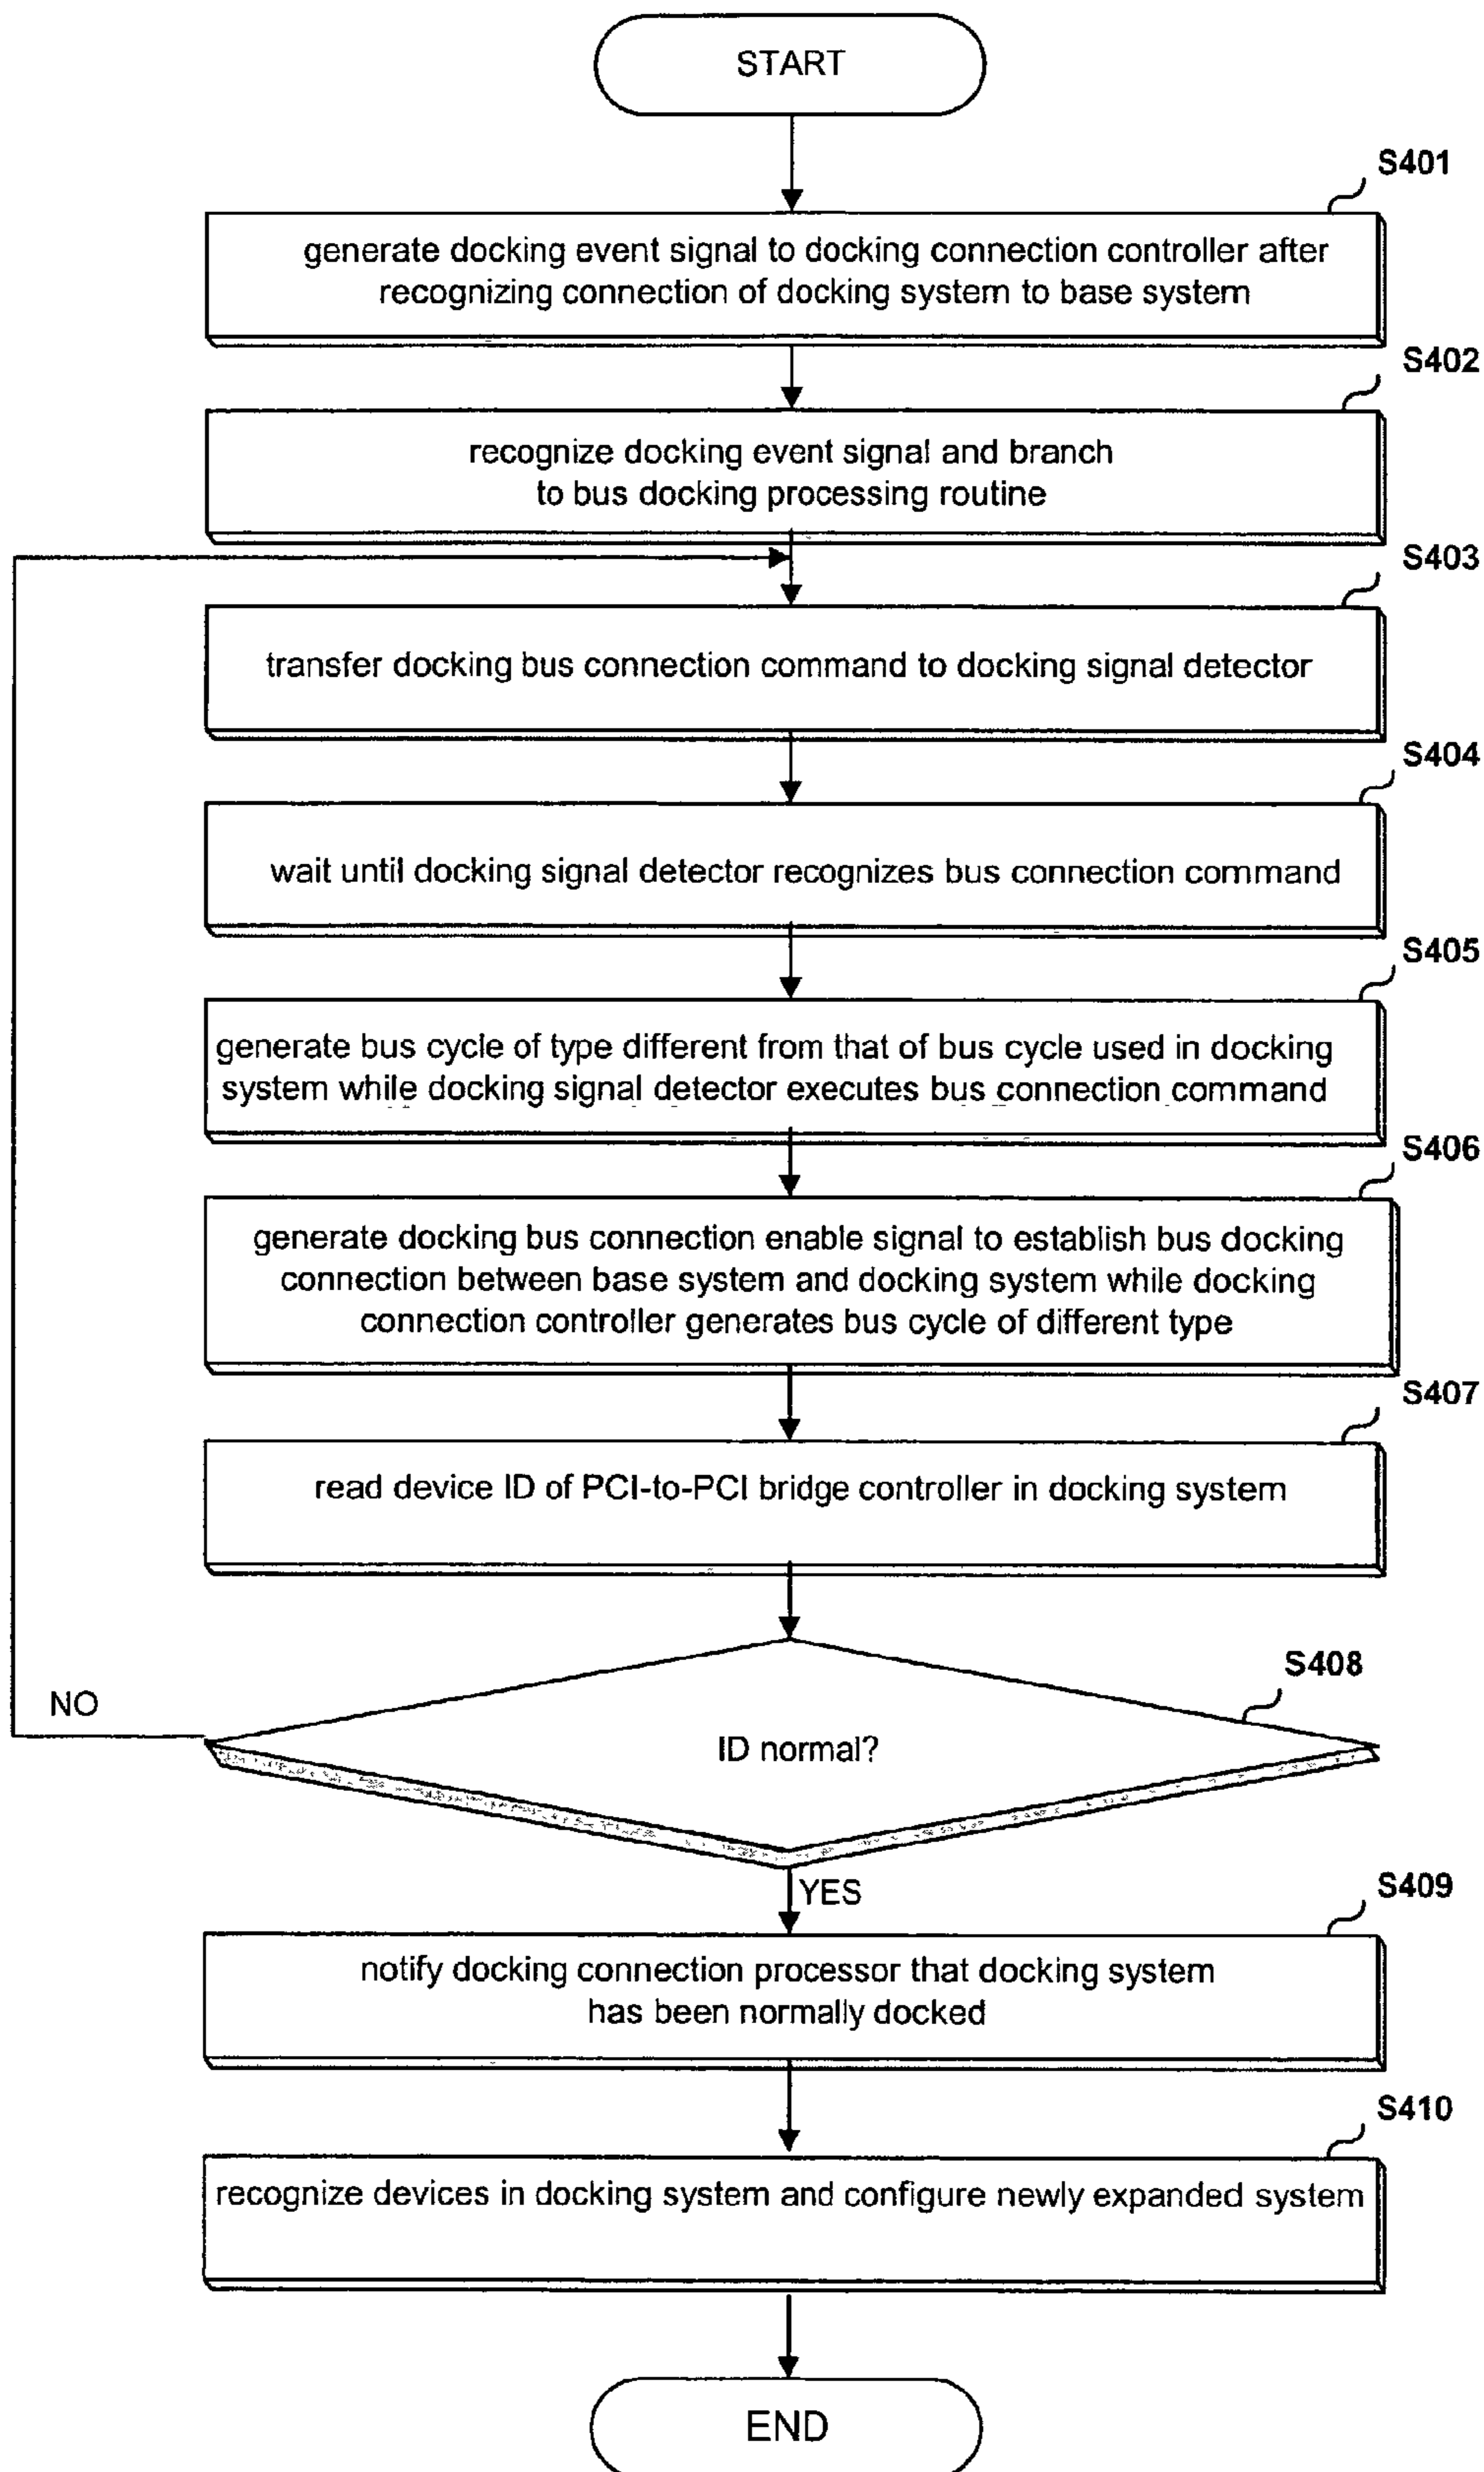 START
S401
generate docking event signal to docking connection controller after
recognizing connection of docking system to base system
S402
recognize docking event signal and branch
to bus docking processing routine
S403
transfer docking bus connection command to docking signal detector
S404
wait until docking signal detector recognizes bus connection command
S405
generate bus cycle of type different from that of bus cycle used in docking
system while docking signal detector executes bus connection command
S406
generate docking bus connection enable signal to establish bus docking
connection between base system and docking system while docking
connection controller generates bus cycle of different type
S407
read device ID of PCI-to-PCI bridge controller in docking system
S408
NO
ID normal?
YES
S409
notify docking connection processor that docking system
has been normally docked
S410
recognize devices in docking system and configure newly expanded system
END